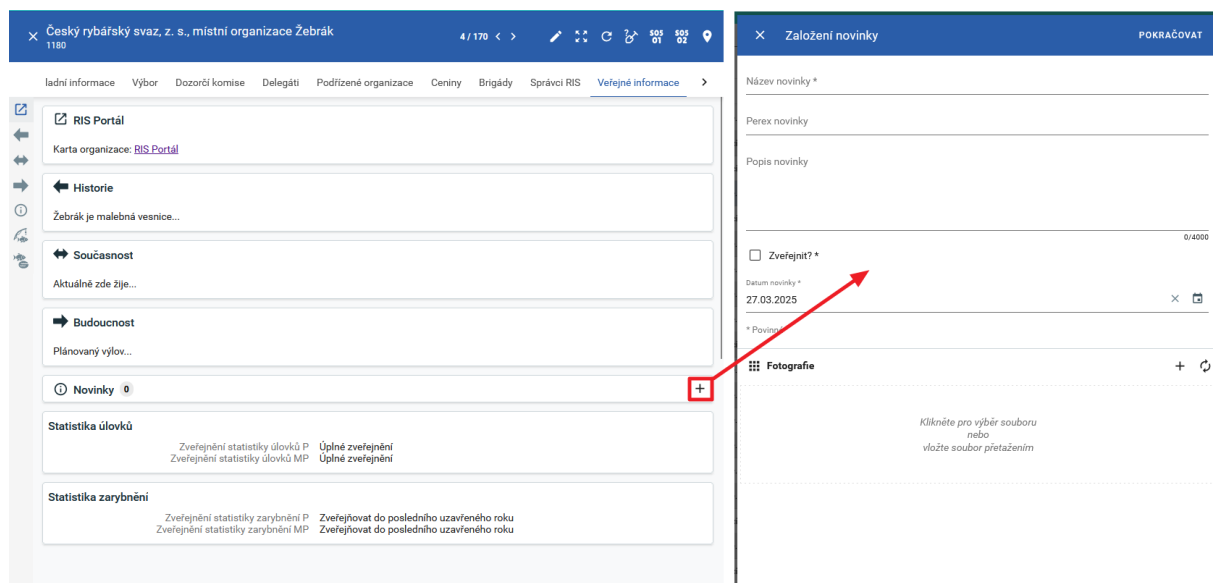 Český rybářský svaz, z. s., místní organizace Žebrák
1180
4 / 170
SOS 01
SOS 02
ladní informace Výbor Dozorčí komise Delegáti Podřízené organizace Ceniny Brigády Správci RIS Veřejné informace
RIS Portál
Karta organizace: RIS Portál
Historie
Žebrák je malebná vesnice...
Současnost
Aktuálně zde žije...
Budoucnost
Plánovaný výlov...
Novinky 0
Statistika úlovků
Zveřejnění statistiky úlovků P Úplné zveřejnění
Zveřejnění statistiky úlovků MP Úplné zveřejnění
Statistika zarybnění
Zveřejnění statistiky zarybnění P Zveřejňovat do posledního uzavřeného roku
Zveřejnění statistiky zarybnění MP Zveřejňovat do posledního uzavřeného roku
Založení novinky POKRAČOVAT
Název novinky *
Perex novinky
Popis novinky
0/4000
Zveřejnit? *
Datum novinky *
27.03.2025
* Povinné
Fotografie
Klikněte pro výběr souboru
nebo
vložte soubor přetažením